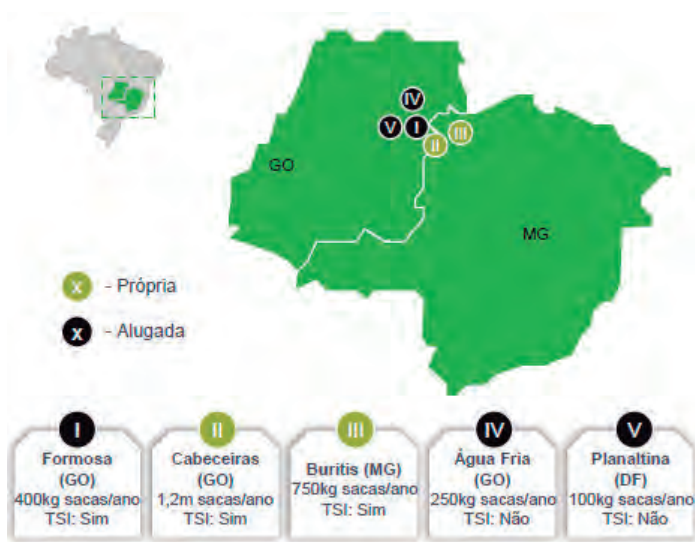 IV
V
I
III
II
GO
MG
x - Própria
x - Alugada
I
Formosa
(GO)
400kg sacas/ano
TSI: Sim
II
Cabeceiras
(GO)
1,2m sacas/ano
TSI: Sim
III
Buritis (MG)
750kg sacas/ano
TSI: Sim
IV
Água Fria
(GO)
250kg sacas/ano
TSI: Não
V
Planaltina
(DF)
100kg sacas/ano
TSI: Não